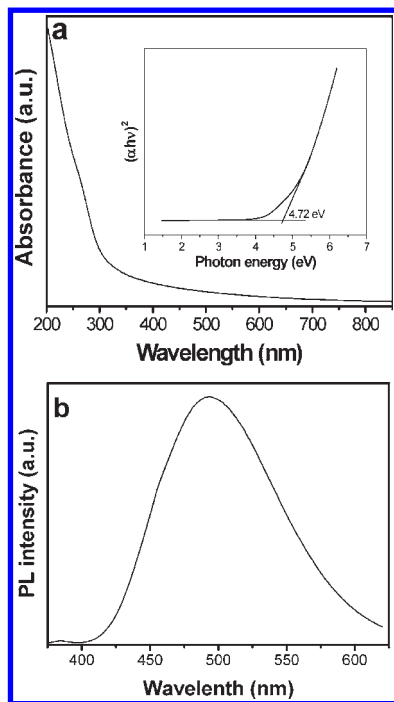 a
Absorbance (a.u.)
(αhν)²
4.72 eV
1 2 3 4 5 6 7
Photon energy (eV)
200 300 400 500 600 700 800
Wavelength (nm)
b
PL intensity (a.u.)
400 450 500 550 600
Wavelenth (nm)